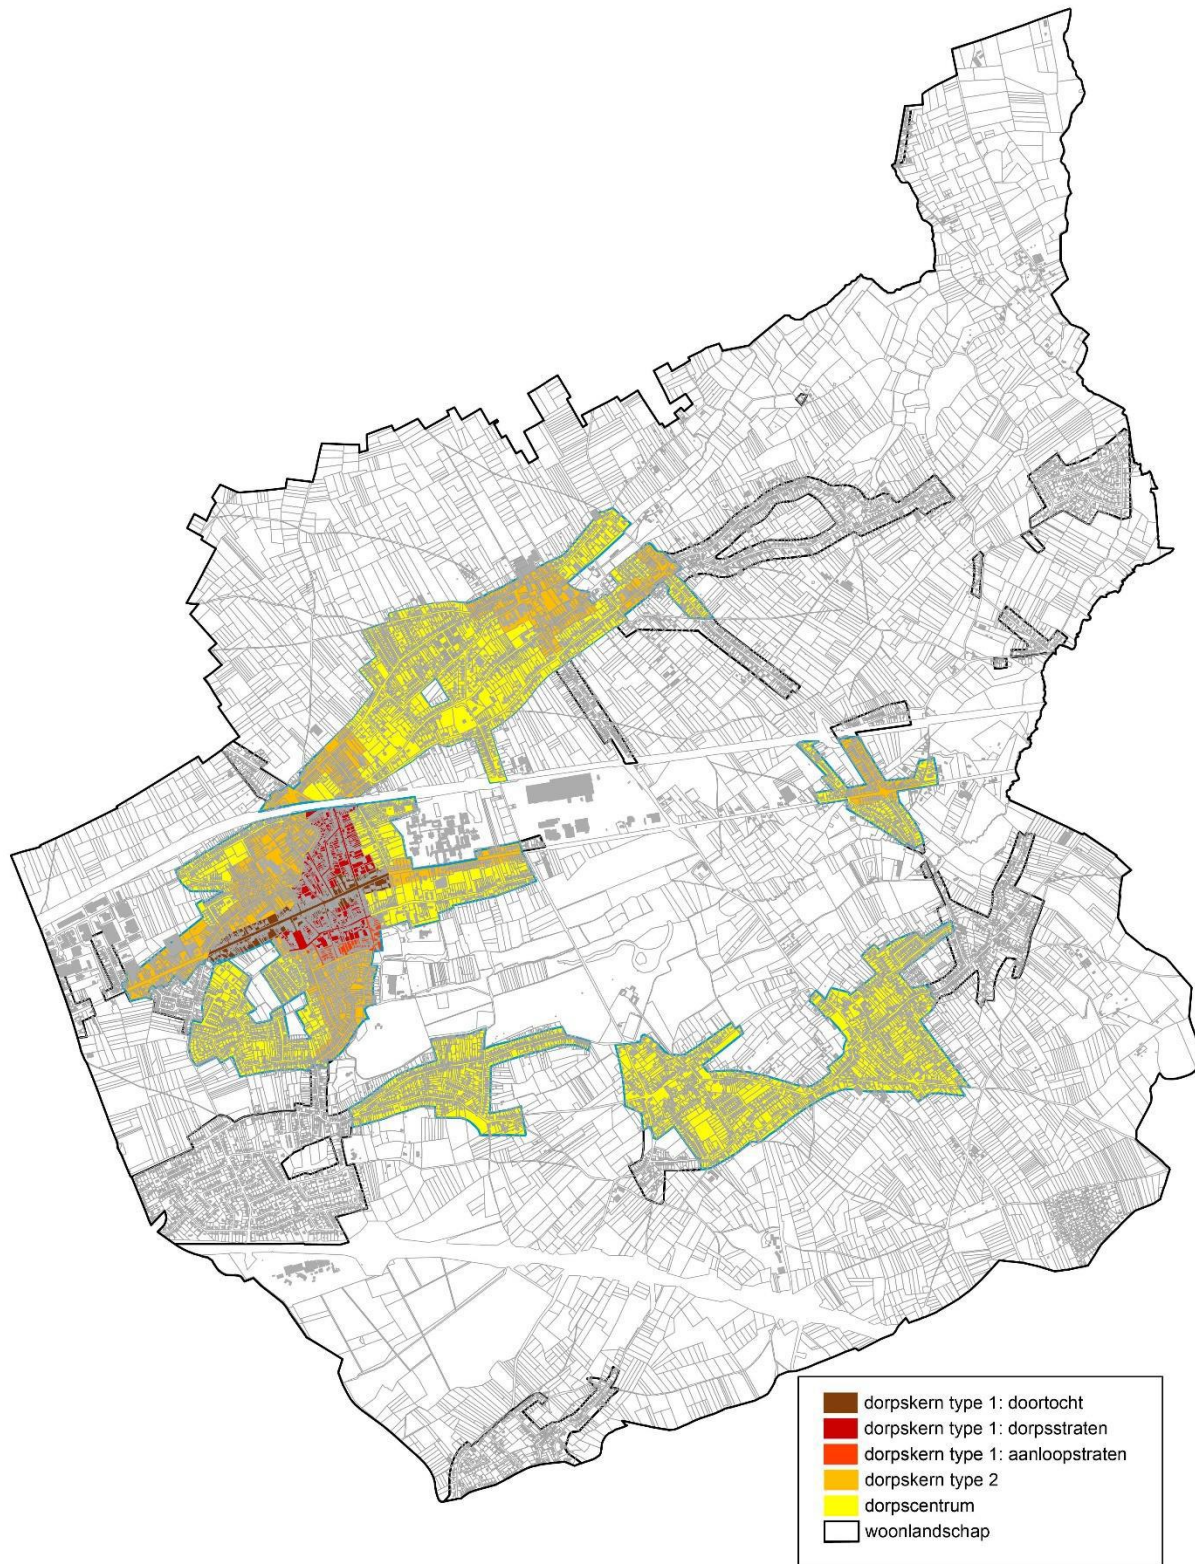 dorpskern type 1: doortocht
dorpskern type 1: dorpsstraten
dorpskern type 1: aanloopstraten
dorpskern type 2
dorpscentrum
woonlandschap